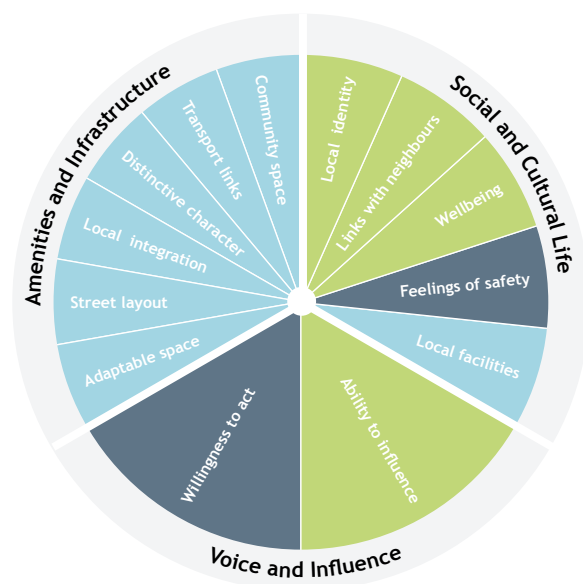 Amenities and Infrastructure
Community space
Transport links
Distinctive character
Local integration
Street layout
Adaptable space
Social and Cultural Life
Local identity
Links with neighbours
Wellbeing
Feelings of safety
Local facilities
Voice and Influence
Willingness to act
Ability to influence